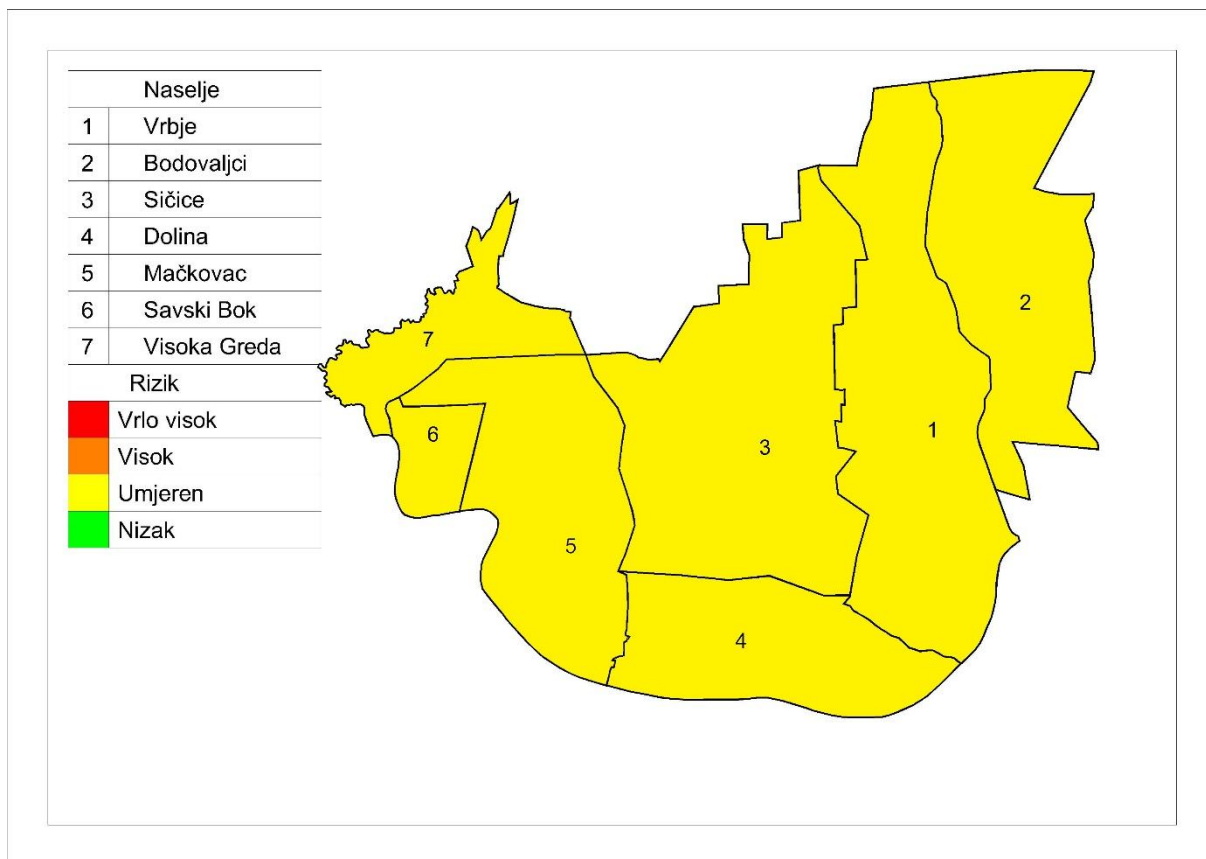 Naselje
1 Vrbje
2 Bodovaljci
3 Sičice
4 Dolina
5 Mačkovac
6 Savski Bok
7 Visoka Greda
Rizik
Vrlo visok
Visok
Umjeren
Nizak
2
7
1
6
3
5
4